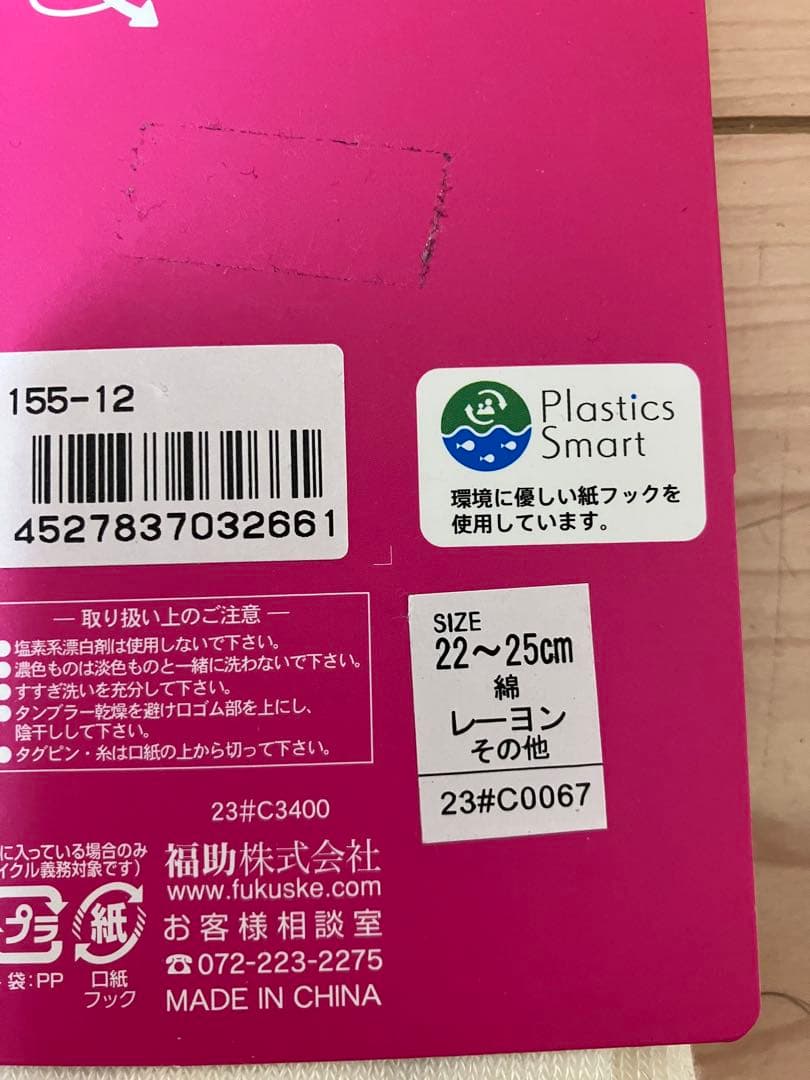 155-12
4527837032661
Plastics
Smart
環境に優しい紙フックを
使用しています。
― 取り扱い上のご注意 ―
●塩素系漂白剤は使用しないで下さい。
●濃色ものは淡色ものと一緒に洗わないで下さい。
●すすぎ洗いを充分して下さい。
●タンブラー乾燥を避け口ゴム部を上にし、
陰干しして下さい。
●タグピン・糸は口紙の上から切って下さい。
SIZE
22〜25cm
綿
レーヨン
その他
23#C0067
23#C3400
に入っている場合のみ
イクル義務対象です)
プラ
袋:PP
紙
口紙
フック
福助株式会社
www.fukuske.com
お客様相談室
☎072-223-2275
MADE IN CHINA